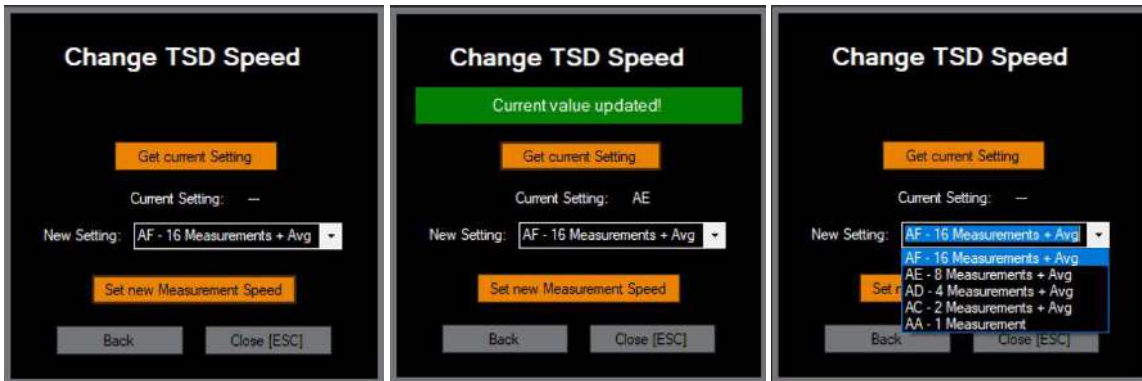 Change TSD Speed
Get current Setting
Current Setting: ---
New Setting: AF - 16 Measurements + Avg
Set new Measurement Speed
Back Close [ESC]
Change TSD Speed
Current value updated!
Get current Setting
Current Setting: AE
New Setting: AF - 16 Measurements + Avg
Set new Measurement Speed
Back Close [ESC]
Change TSD Speed
Get current Setting
Current Setting: ---
New Setting: AF - 16 Measurements + Avg
AF - 16 Measurements + Avg
AE - 8 Measurements + Avg
Set
AD - 4 Measurements + Avg
AC - 2 Measurements + Avg
AA - 1 Measurement
Back Close [ESC]